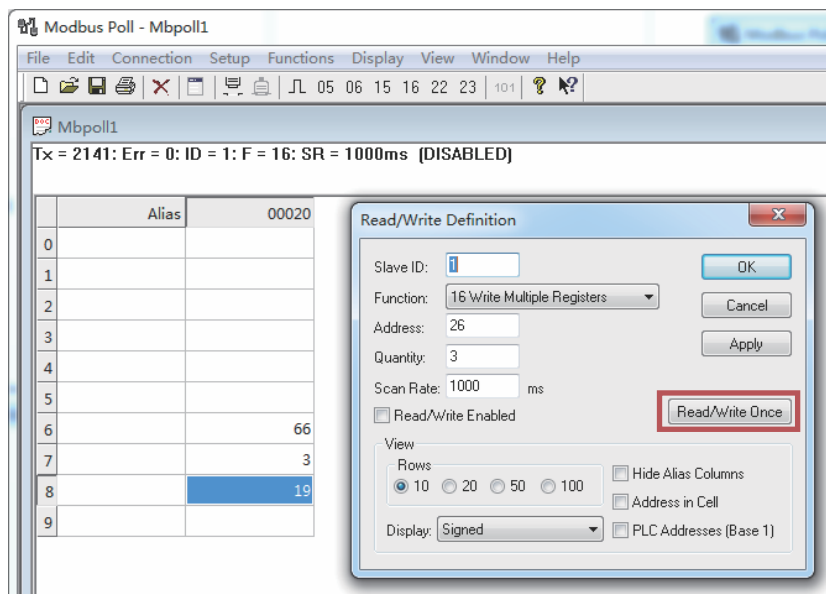 Modbus Poll - Mbpoll1
File Edit Connection Setup Functions Display View Window Help
05 06 15 16 22 23 101
Mbpoll1
Tx = 2141: Err = 0: ID = 1: F = 16: SR = 1000ms (DISABLED)
Alias 00020
0
1
2
3
4
5
6 66
7 3
8 19
9
Read/Write Definition
Slave ID: 1
OK
Function: 16 Write Multiple Registers
Cancel
Address: 26
Quantity: 3
Apply
Scan Rate: 1000 ms
Read/Write Enabled
Read/Write Once
View
Rows
10 20 50 100
Hide Alias Columns
Address in Cell
Display: Signed
PLC Addresses (Base 1)